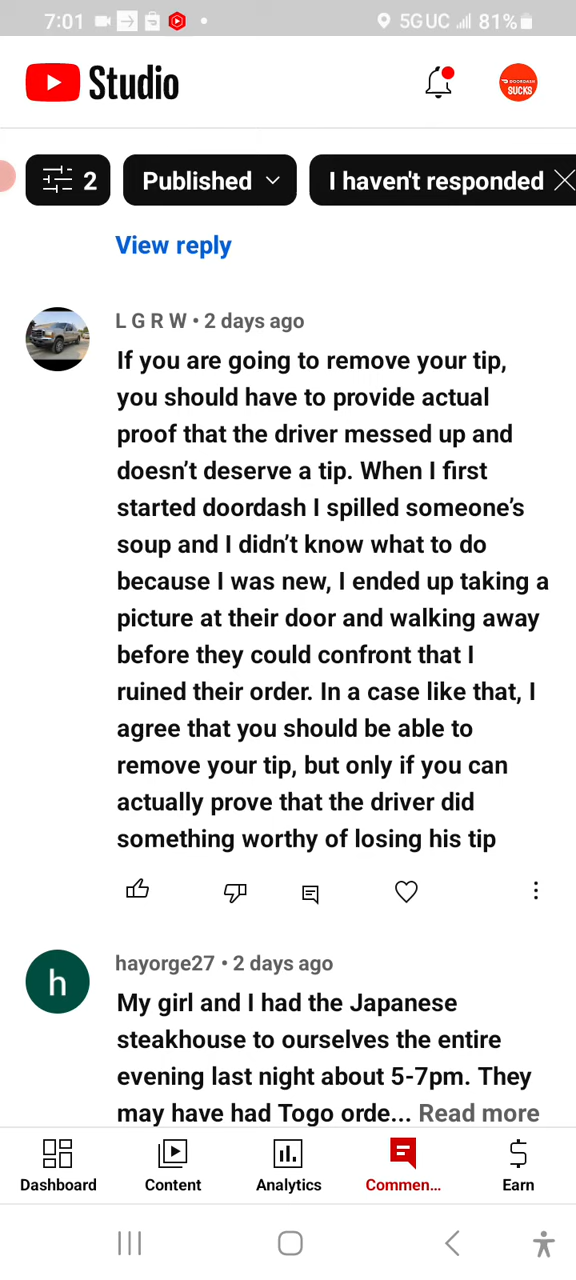 7:01 5G UC 81%
Studio
DOORDASH
SUCKS
2 Published I haven't responded
View reply
L G R W • 2 days ago
If you are going to remove your tip,
you should have to provide actual
proof that the driver messed up and
doesn’t deserve a tip. When I first
started doordash I spilled someone’s
soup and I didn’t know what to do
because I was new, I ended up taking a
picture at their door and walking away
before they could confront that I
ruined their order. In a case like that, I
agree that you should be able to
remove your tip, but only if you can
actually prove that the driver did
something worthy of losing his tip
h
hayorge27 • 2 days ago
My girl and I had the Japanese
steakhouse to ourselves the entire
evening last night about 5-7pm. They
may have had Togo orde... Read more
Dashboard Content Analytics Commen... Earn